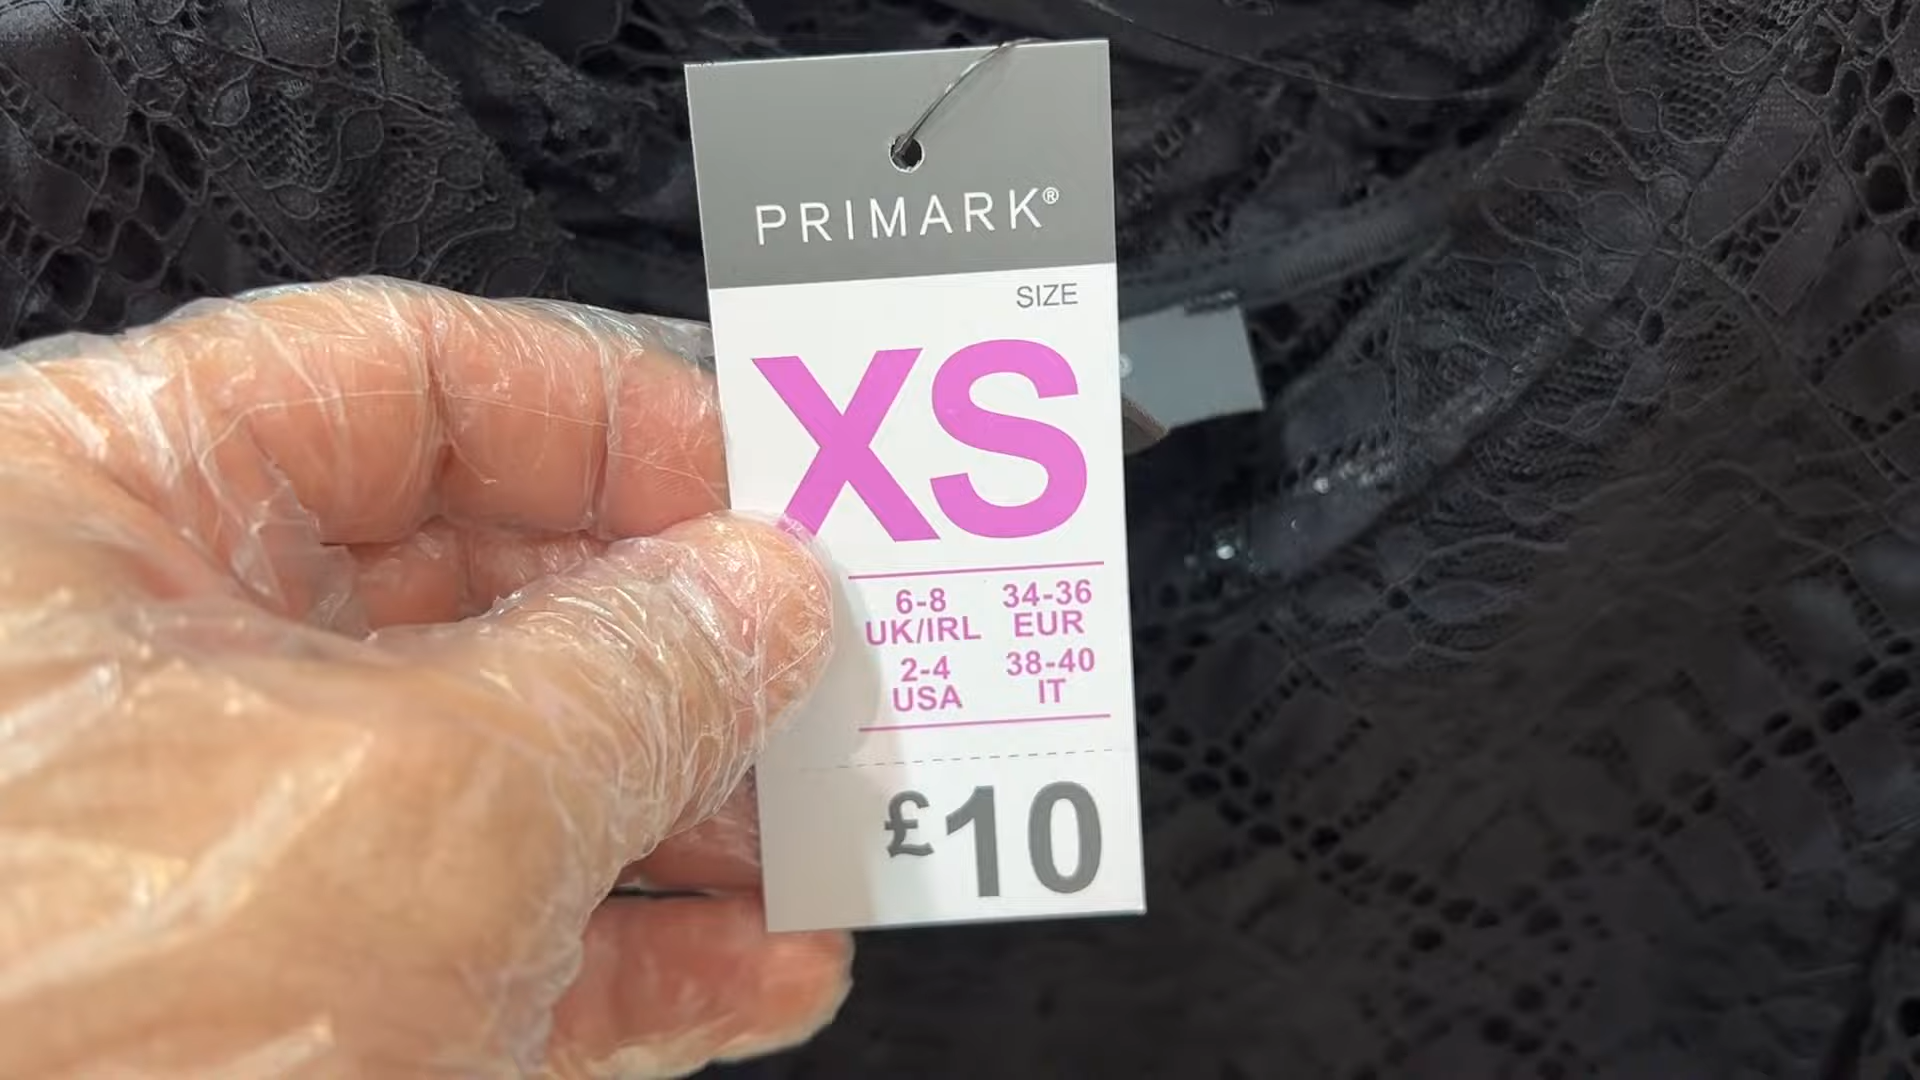 PRIMARK®
SIZE
XS
6-8 34-36
UK/IRL EUR
2-4 38-40
USA IT
£10